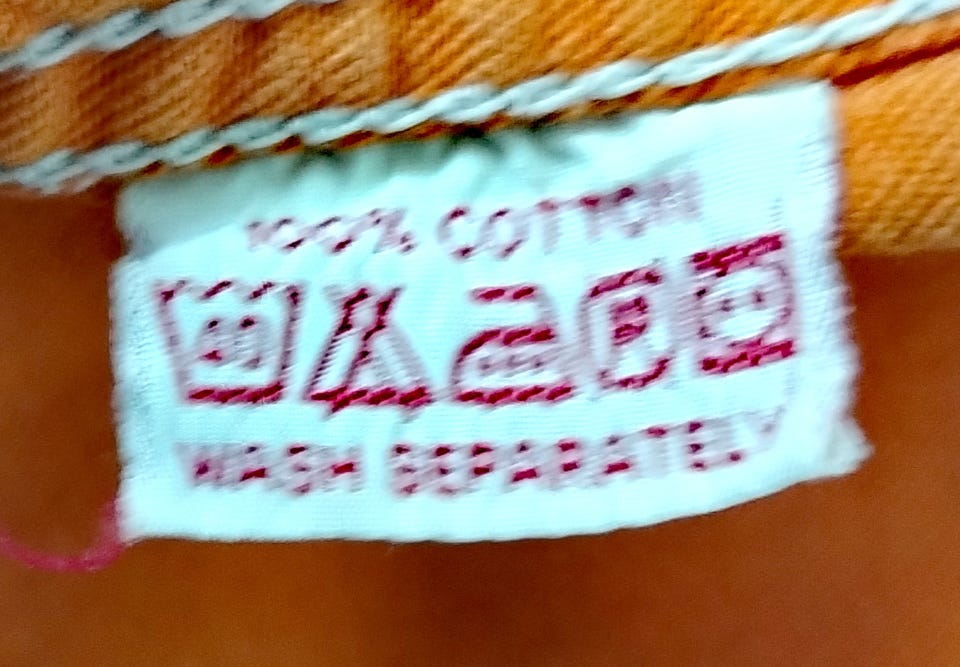 100% COTTON
P
WASH SEPARATELY